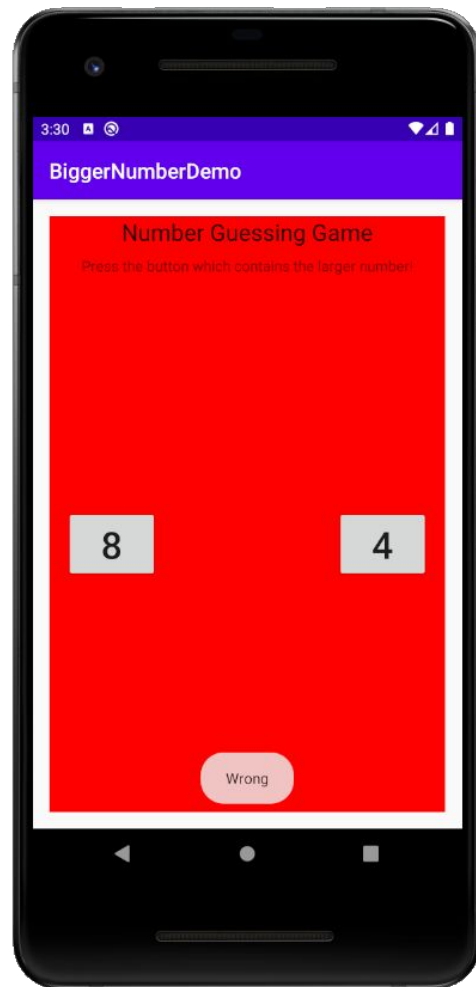 3:30
BiggerNumberDemo
Number Guessing Game
Press the button which contains the larger number!
8
4
Wrong